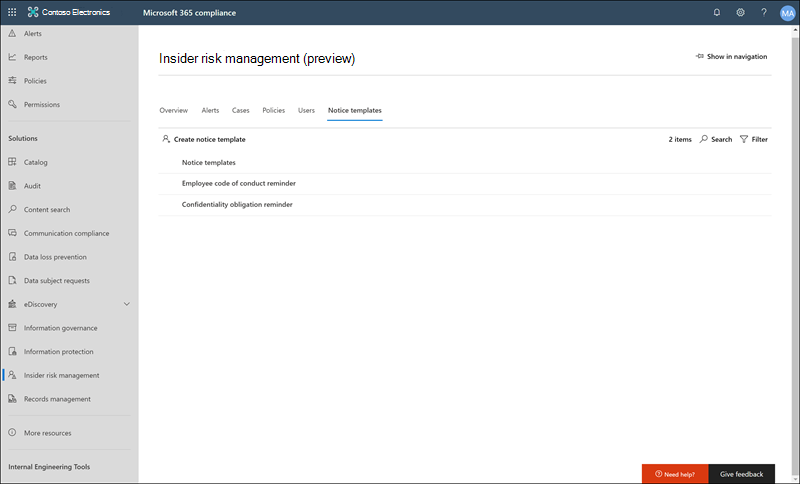 Contoso Electronics
Microsoft 365 compliance
?
MA
Alerts
Reports
Policies
Permissions
Solutions
Catalog
Audit
Content search
Communication compliance
Data loss prevention
Data subject requests
eDiscovery
Information governance
Information protection
Insider risk management
Records management
More resources
Internal Engineering Tools
Insider risk management (preview)
Show in navigation
Overview Alerts Cases Policies Users Notice templates
Create notice template
2 items Search Filter
Notice templates
Employee code of conduct reminder
Confidentiality obligation reminder
Need help?
Give feedback